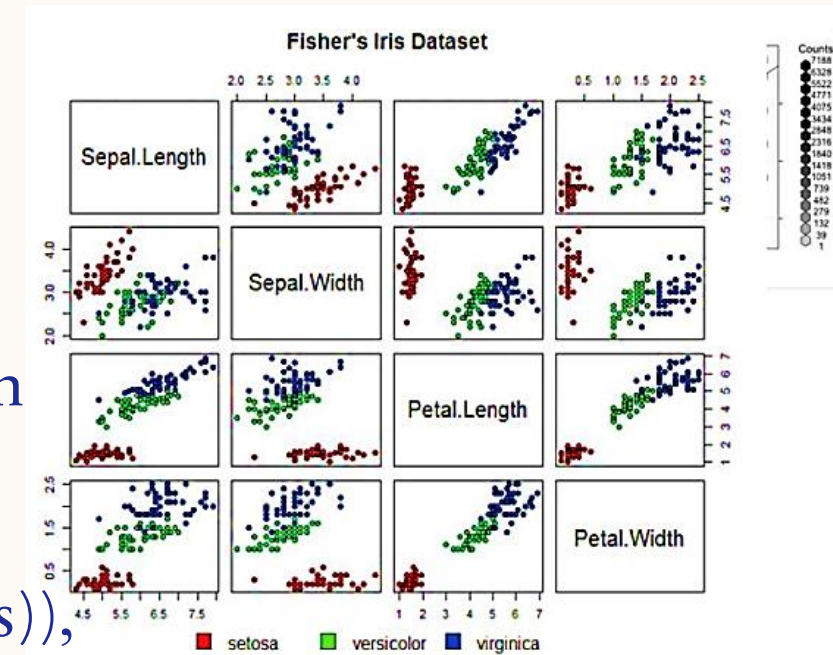 Fisher's Iris Dataset
2.0 2.5 3.0 3.5 4.0
0.5 1.0 1.5 2.0 2.5
Sepal.Length
4.5 5.5 6.5 7.5
2.0 3.0 4.0
Sepal.Width
Petal.Length
1 2 3 4 5 6 7
0.5 1.5 2.5
Petal.Width
4.5 5.5 6.5 7.5
1 2 3 4 5 6 7
setosa versicolor virginica
Counts
7188
6328
5522
4771
4075
3434
2848
2316
1840
1418
1051
739
482
279
132
39
1
n
s)),